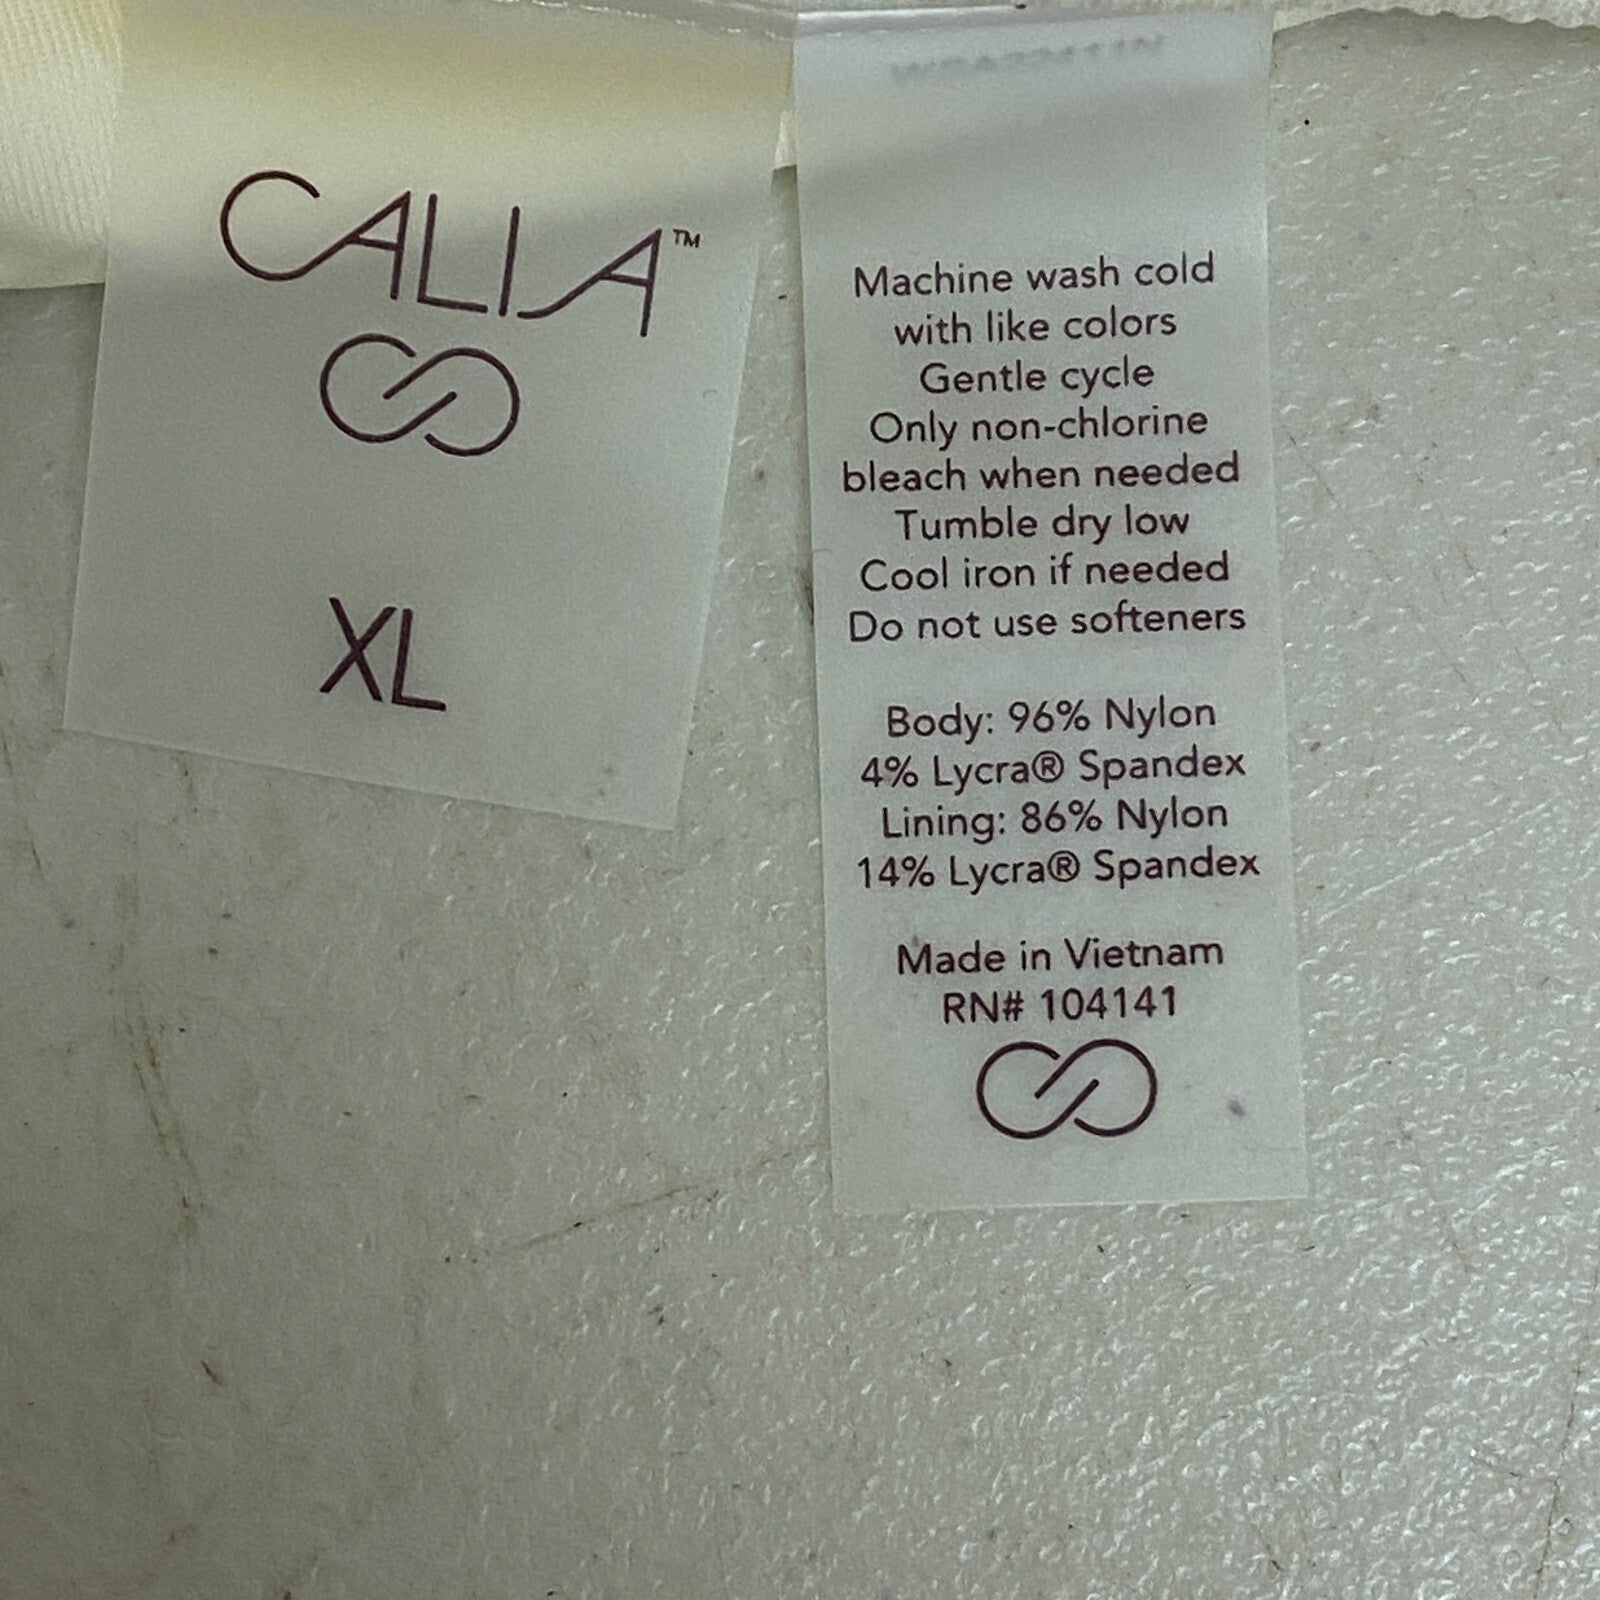 CALIA™
XL
Machine wash cold
with like colors
Gentle cycle
Only non-chlorine
bleach when needed
Tumble dry low
Cool iron if needed
Do not use softeners
Body: 96% Nylon
4% Lycra® Spandex
Lining: 86% Nylon
14% Lycra® Spandex
Made in Vietnam
RN# 104141